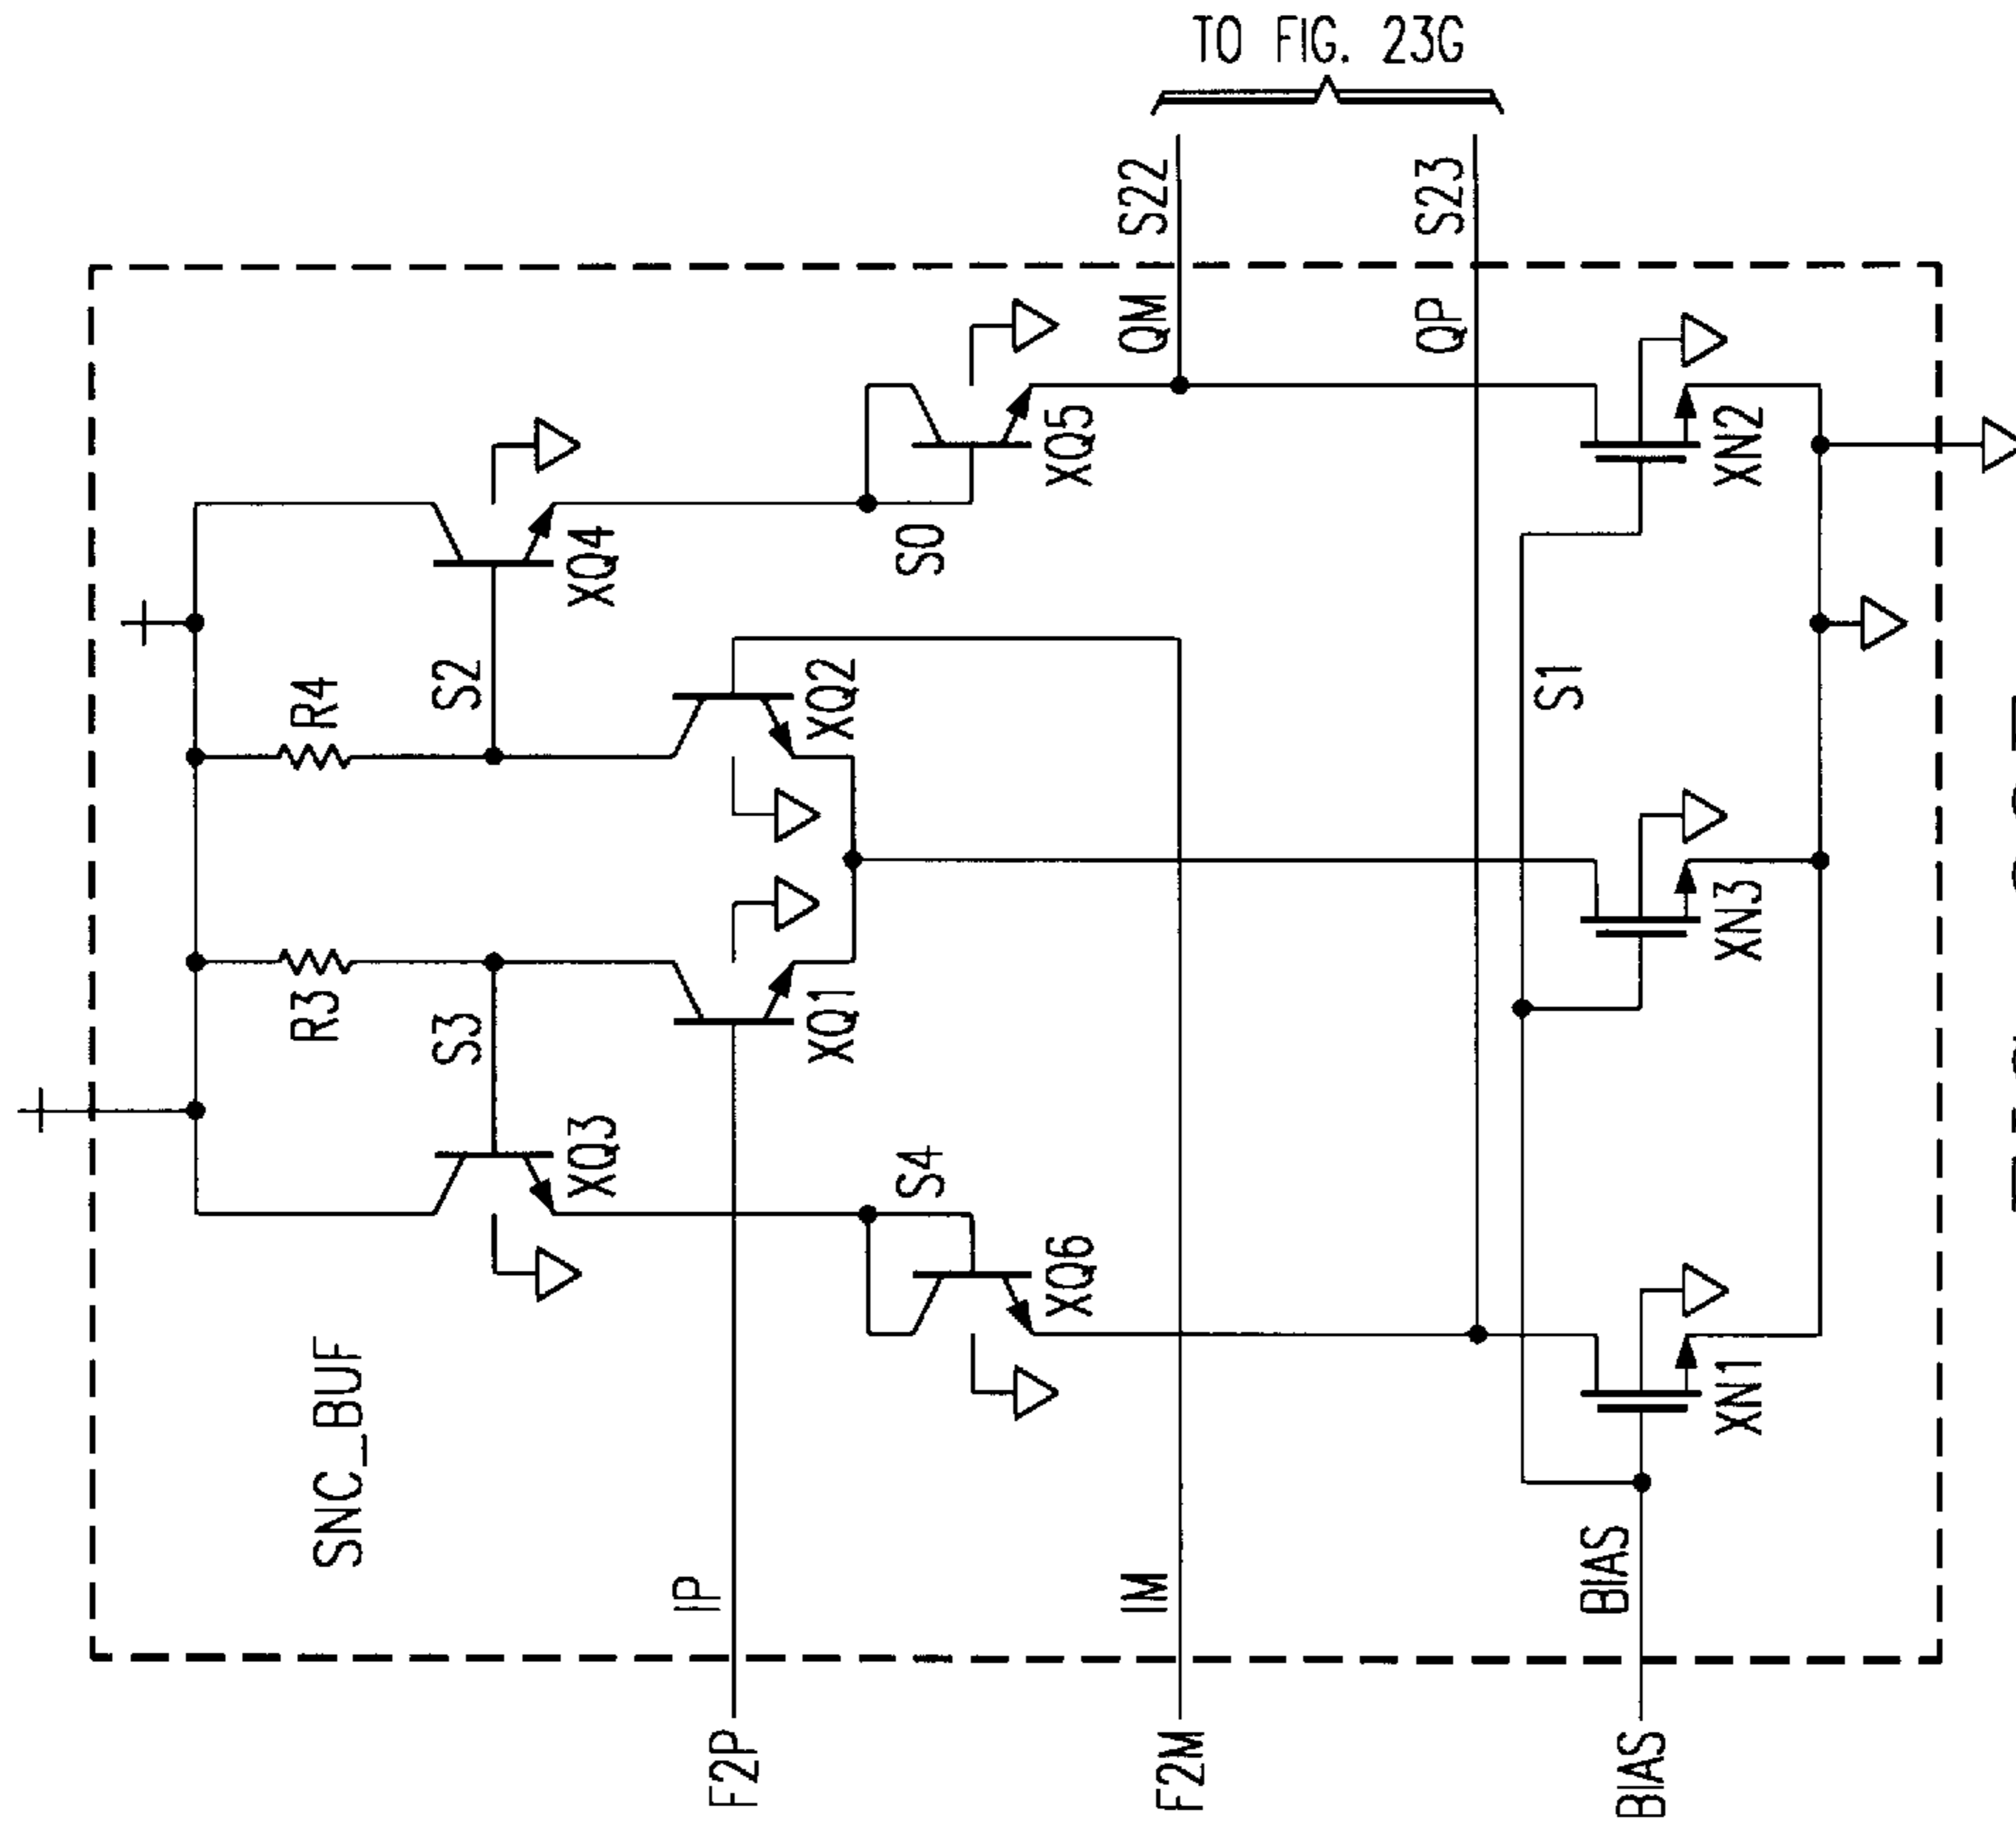 TO FIG. 23G
S22
S23
QM
QP
R4
S2
XQ4
S0
XQ5
XQ2
S1
XN2
R3
S3
XQ1
XN3
XQ3
S4
XQ6
XN1
SNC_BUF
IP
IM
BIAS
F2P
F2M
BIAS